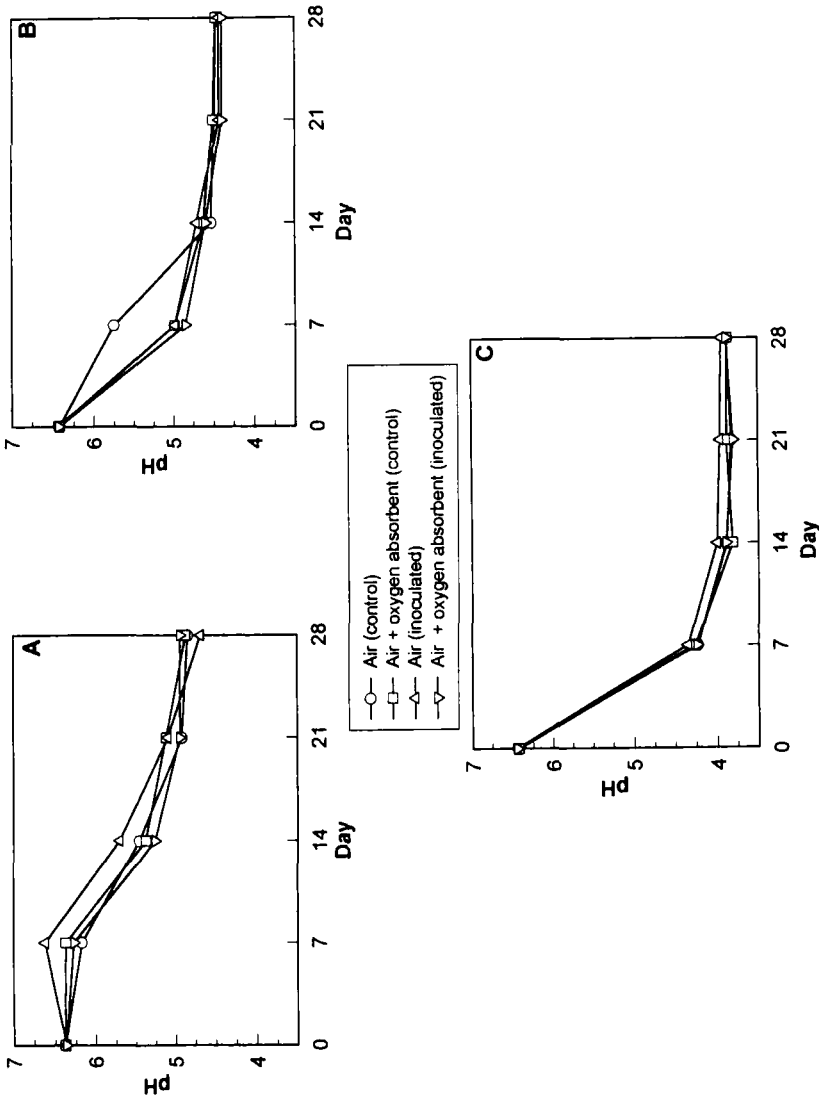 A
7
6
5
4
pH
0
7
14
21
28
Day
B
7
6
5
4
pH
0
7
14
21
28
Day
Air (control)
Air + oxygen absorbent (control)
Air (inoculated)
Air + oxygen absorbent (inoculated)
C
7
6
5
4
pH
0
7
14
21
28
Day